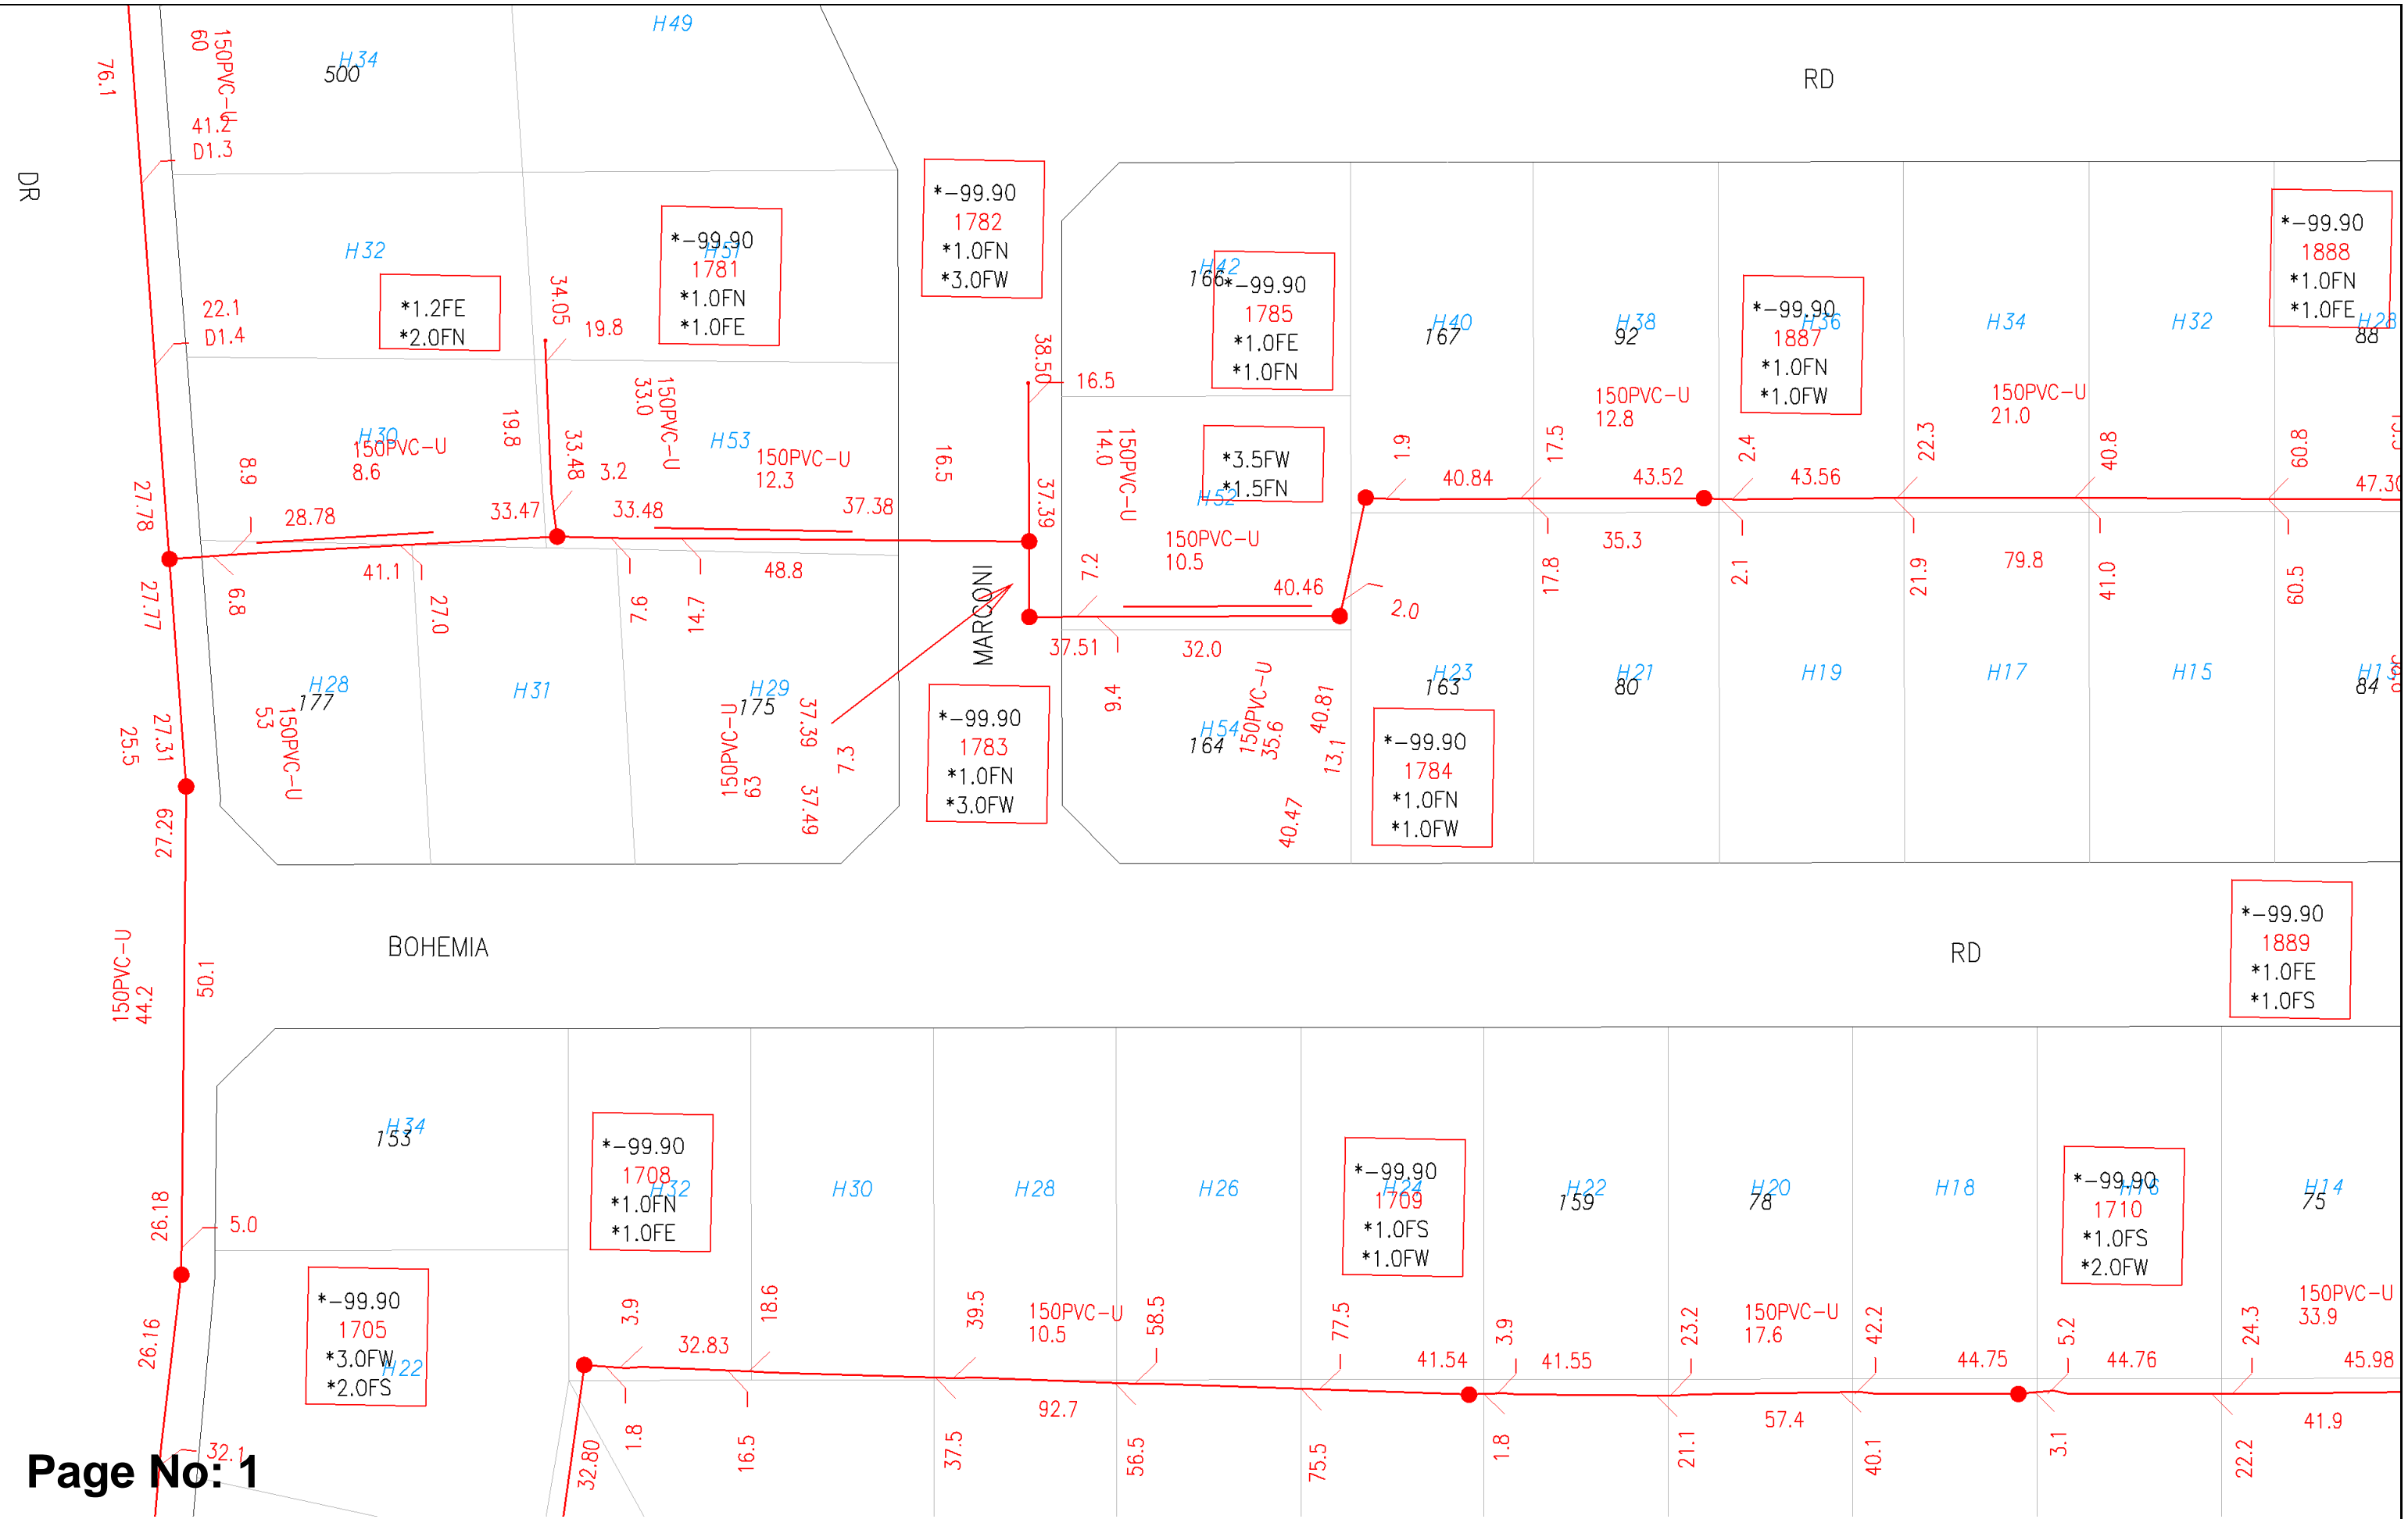 H49
150PVC-U
60
H34
500
76.1
RD
41.2
D1.3
DR
*-99.90
1782
*1.0FN
*3.0FW
*-99.90
H51
1781
*1.0FN
*1.0FE
H32
*1.2FE
*2.0FN
22.1
D1.4
34.05
19.8
H42
166
*-99.90
1785
*1.0FE
*1.0FN
H40
167
H38
92
*-99.90
H36
1887
*1.0FN
*1.0FW
H34
H32
*-99.90
1888
*1.0FN
*1.0FE
H28
88
38.50
16.5
150PVC-U
33.0
19.8
H30
150PVC-U
8.6
8.9
33.48
3.2
H53
150PVC-U
12.3
16.5
150PVC-U
14.0
*3.5FW
*1.5FN
H52
1.9
17.5
150PVC-U
12.8
2.4
22.3
150PVC-U
21.0
40.8
60.8
27.78
28.78
33.47
33.48
37.38
37.39
40.84
43.52
43.56
47.30
150PVC-U
10.5
7.2
40.46
2.0
17.8
35.3
2.1
21.9
79.8
41.0
60.5
27.77
6.8
41.1
27.0
9.7
14.7
48.8
MARCONI
37.51
9.4
32.0
H28
177
H31
H29
175
150PVC-U
53
150PVC-U
63
37.39
7.3
37.49
*-99.90
1783
*1.0FN
*3.0FW
H54
164
150PVC-U
35.6
40.81
13.1
40.47
H23
163
*-99.90
1784
*1.0FN
*1.0FW
H21
80
H19
H17
H15
84
27.31
25.5
27.29
BOHEMIA
RD
*-99.90
1889
*1.0FE
*1.0FS
150PVC-U
44.2
50.1
H34
153
*-99.90
1708
H32
*1.0FN
*1.0FE
H30
H28
H26
*-99.90
H24
1709
*1.0FS
*1.0FW
H22
159
H20
78
H18
*-99.90
H16
1710
*1.0FS
*2.0FW
H14
75
26.18
5.0
*-99.90
1705
*3.0FW
H22
*2.0FS
26.16
3.9
32.83
18.6
39.5
150PVC-U
10.5
58.5
77.5
41.54
3.9
41.55
23.2
150PVC-U
17.6
42.2
44.75
5.2
44.76
24.3
150PVC-U
33.9
45.98
32.80
1.8
16.5
37.5
92.7
56.5
75.5
1.8
21.1
57.4
40.1
3.1
22.2
41.9
32.1
Page No: 1